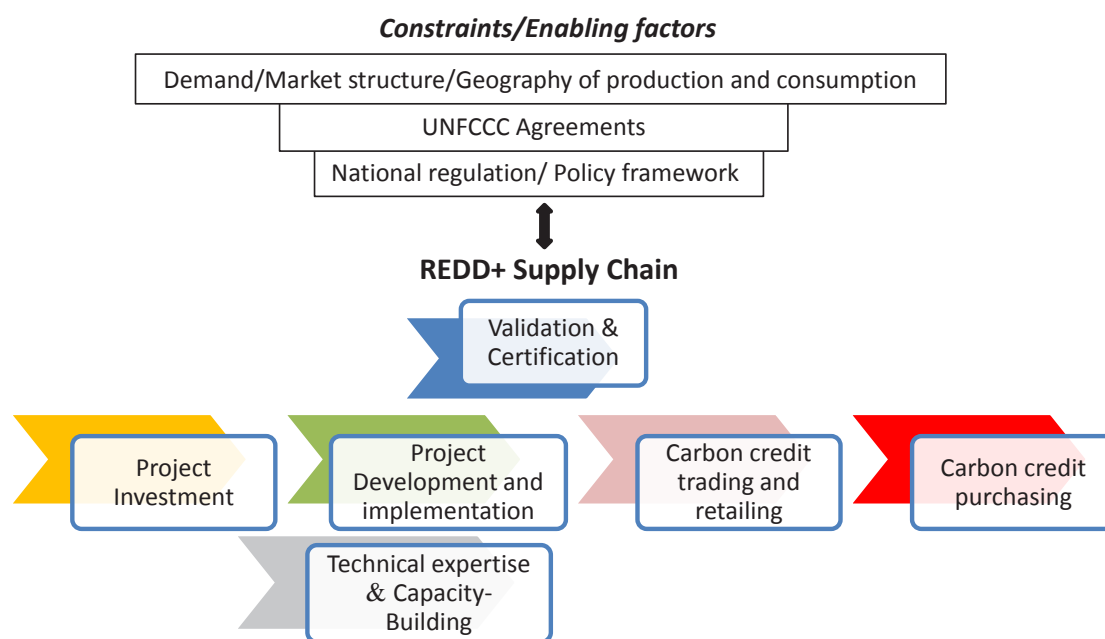 Constraints/Enabling factors
Demand/Market structure/Geography of production and consumption
UNFCCC Agreements
National regulation/ Policy framework
REDD+ Supply Chain
Validation &
Certification
Project
Investment
Project
Development and
implementation
Carbon credit
trading and
retailing
Carbon credit
purchasing
Technical expertise
& Capacity-
Building